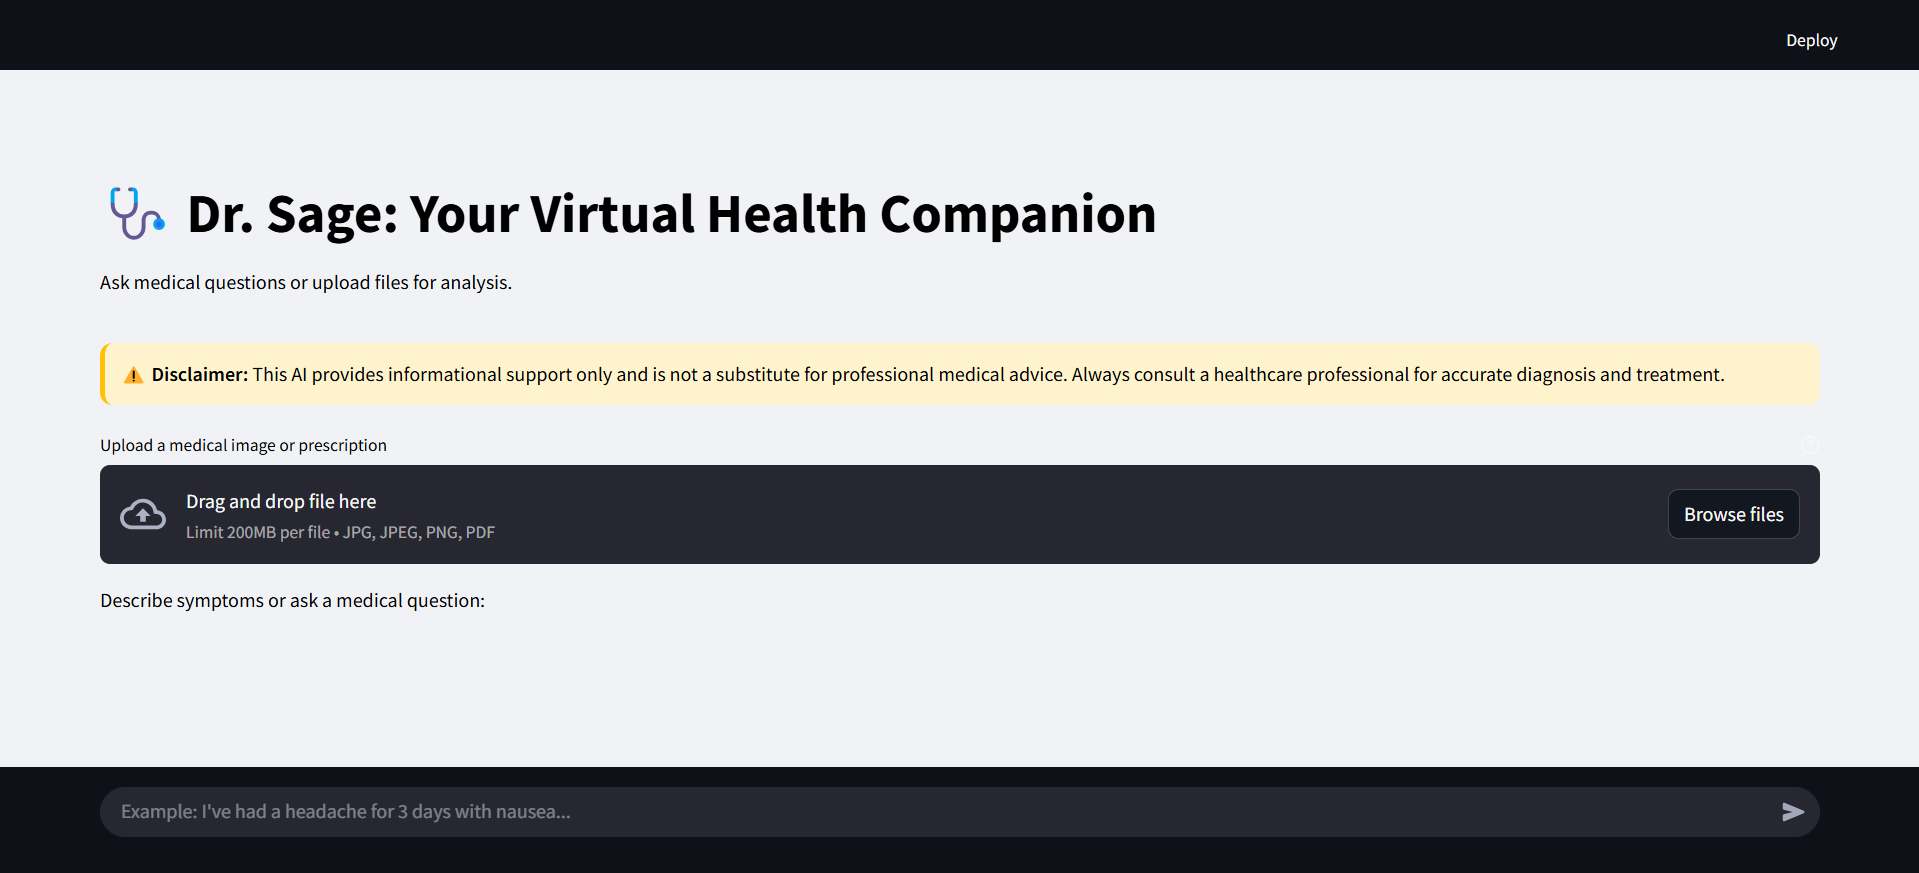 Deploy
Dr. Sage: Your Virtual Health Companion
Ask medical questions or upload files for analysis.
Disclaimer: This AI provides informational support only and is not a substitute for professional medical advice. Always consult a healthcare professional for accurate diagnosis and treatment.
Upload a medical image or prescription
Drag and drop file here
Limit 200MB per file • JPG, JPEG, PNG, PDF
Browse files
Describe symptoms or ask a medical question:
Example: I've had a headache for 3 days with nausea...